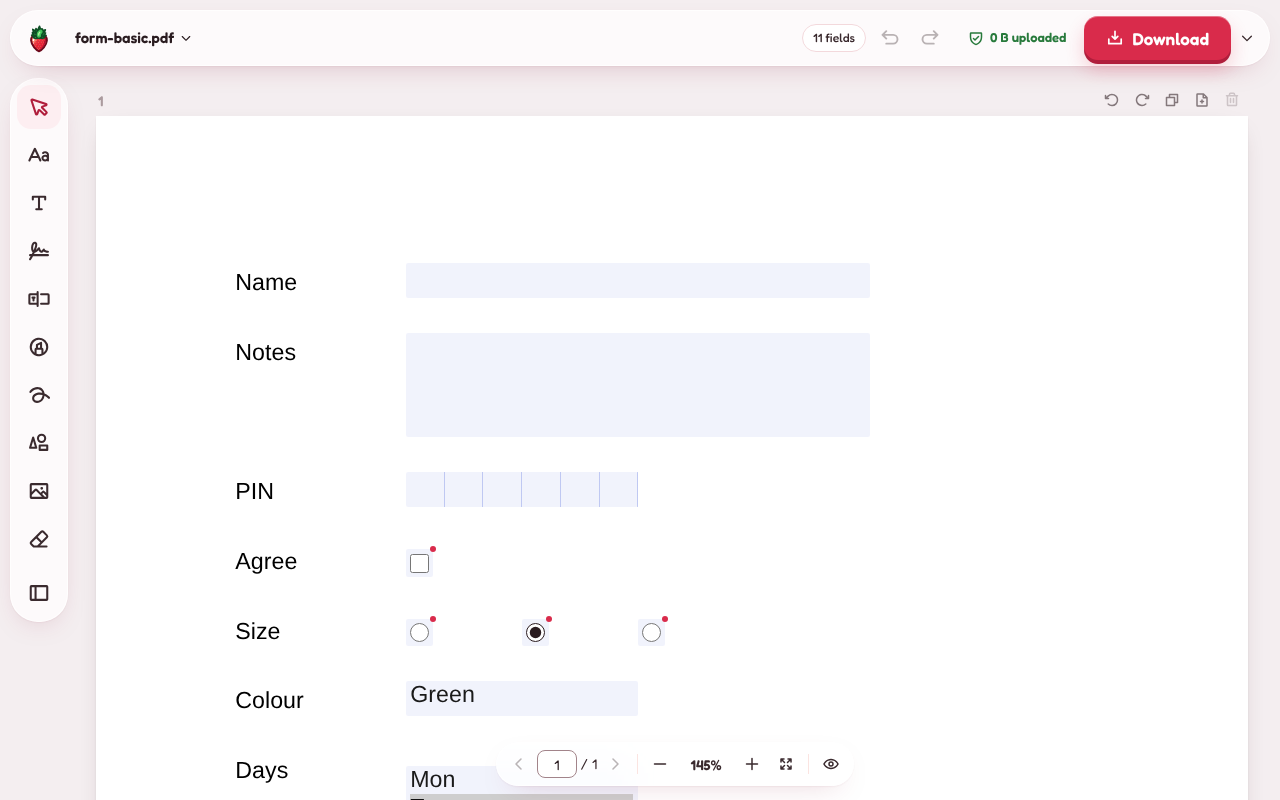 form-basic.pdf
11 fields
0 B uploaded
Download
1
Aa
T
Name
Notes
PIN
Agree
Size
Colour
Green
Days
Mon
1 / 1
145%